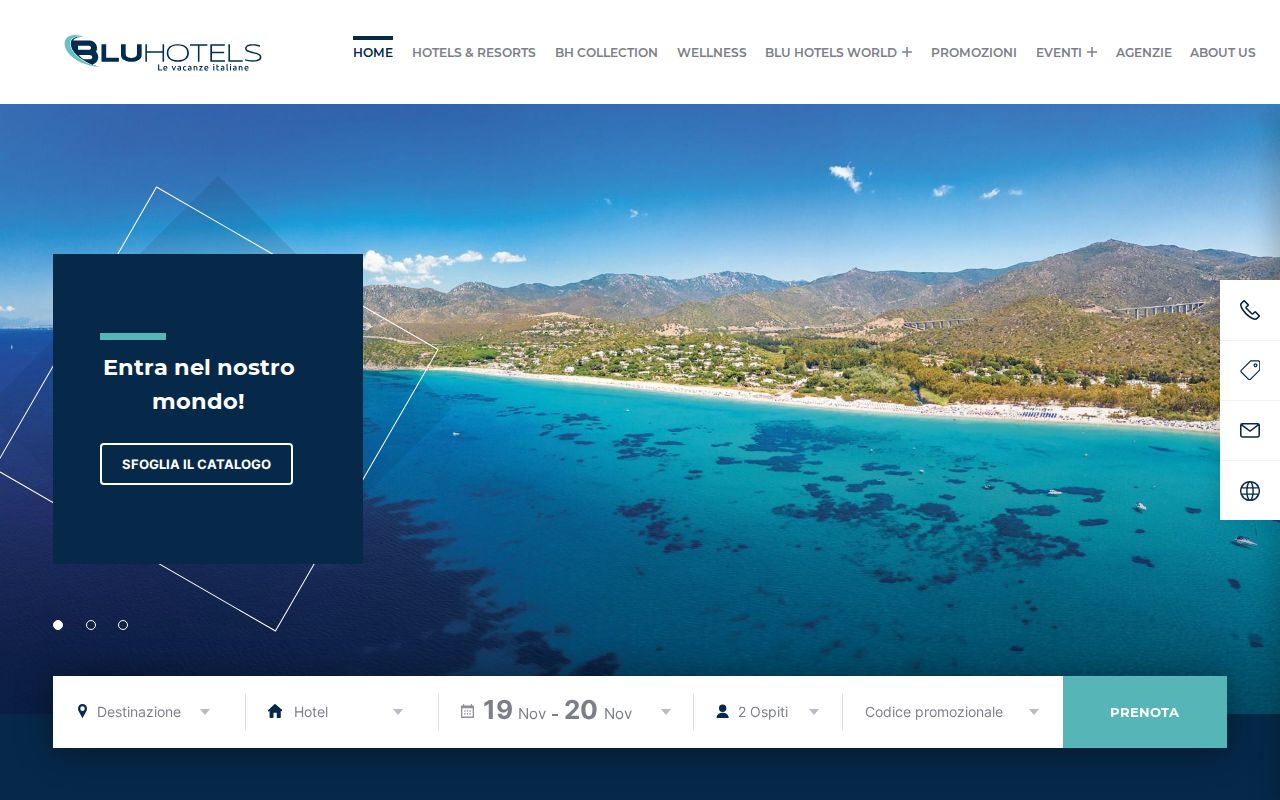 BLUHOTELS
Le vacanze italiane
HOME HOTELS & RESORTS BH COLLECTION WELLNESS BLU HOTELS WORLD + PROMOZIONI EVENTI + AGENZIE ABOUT US
Entra nel nostro
mondo!
SFOGLIA IL CATALOGO
Destinazione Hotel 19 Nov - 20 Nov 2 Ospiti Codice promozionale PRENOTA